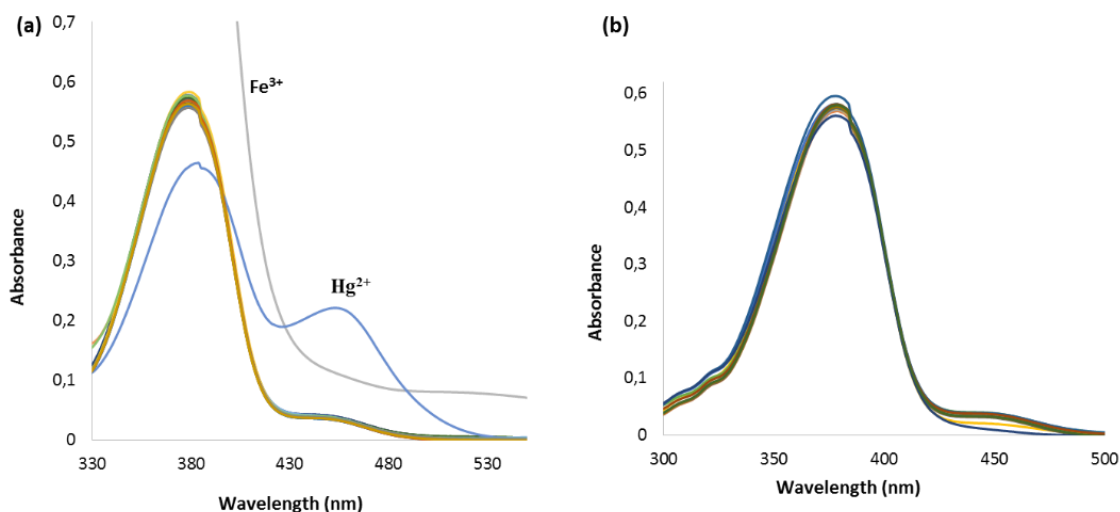 (a)
0,7
0,6
0,5
0,4
0,3
0,2
0,1
0
Absorbance
Fe³⁺
Hg²⁺
330 380 430 480 530
Wavelength (nm)
(b)
0,6
0,5
0,4
0,3
0,2
0,1
0
Absorbance
300 350 400 450 500
Wavelength (nm)